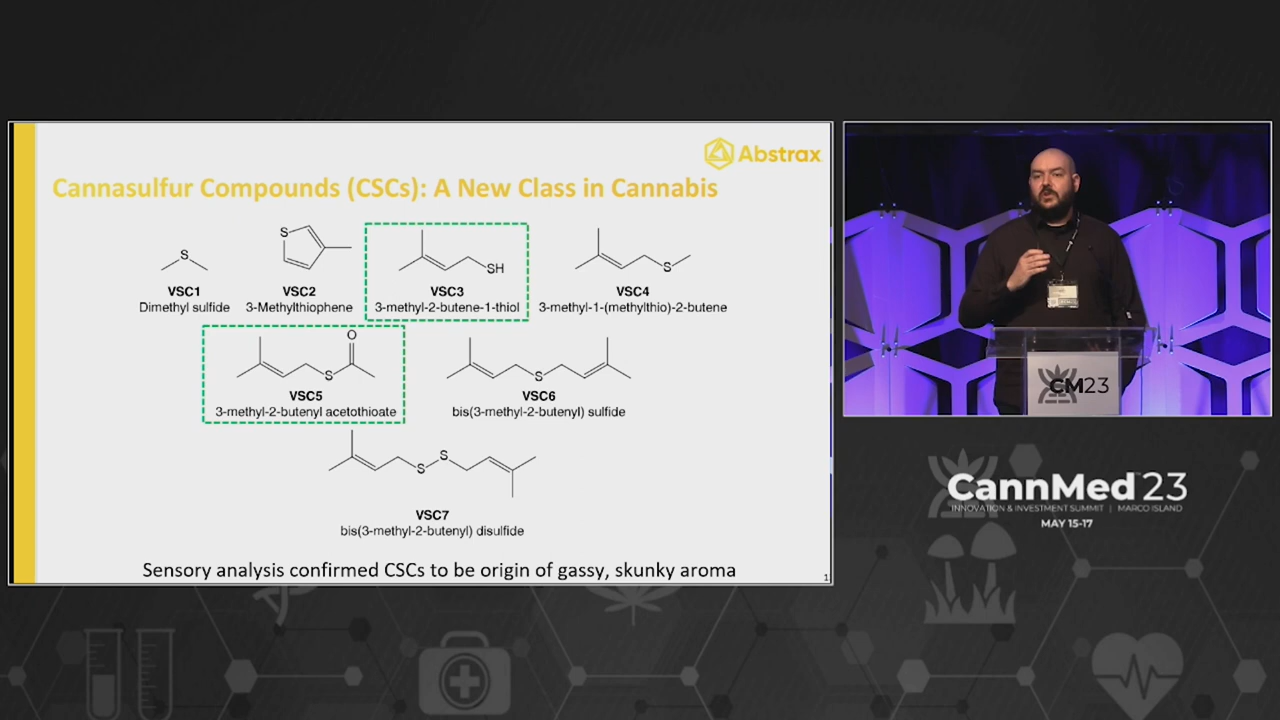 Abstrax
Cannasulfur Compounds (CSCs): A New Class in Cannabis
S
VSC1
Dimethyl sulfide
S
VSC2
3-Methylthiophene
SH
VSC3
3-methyl-2-butene-1-thiol
S
VSC4
3-methyl-1-(methylthio)-2-butene
O
S
VSC5
3-methyl-2-butenyl acetothioate
S
VSC6
bis(3-methyl-2-butenyl) sulfide
S
S
VSC7
bis(3-methyl-2-butenyl) disulfide
Sensory analysis confirmed CSCs to be origin of gassy, skunky aroma
1
CM23
CannMed'23
INNOVATION & INVESTMENT SUMMIT | MARCO ISLAND
MAY 15-17